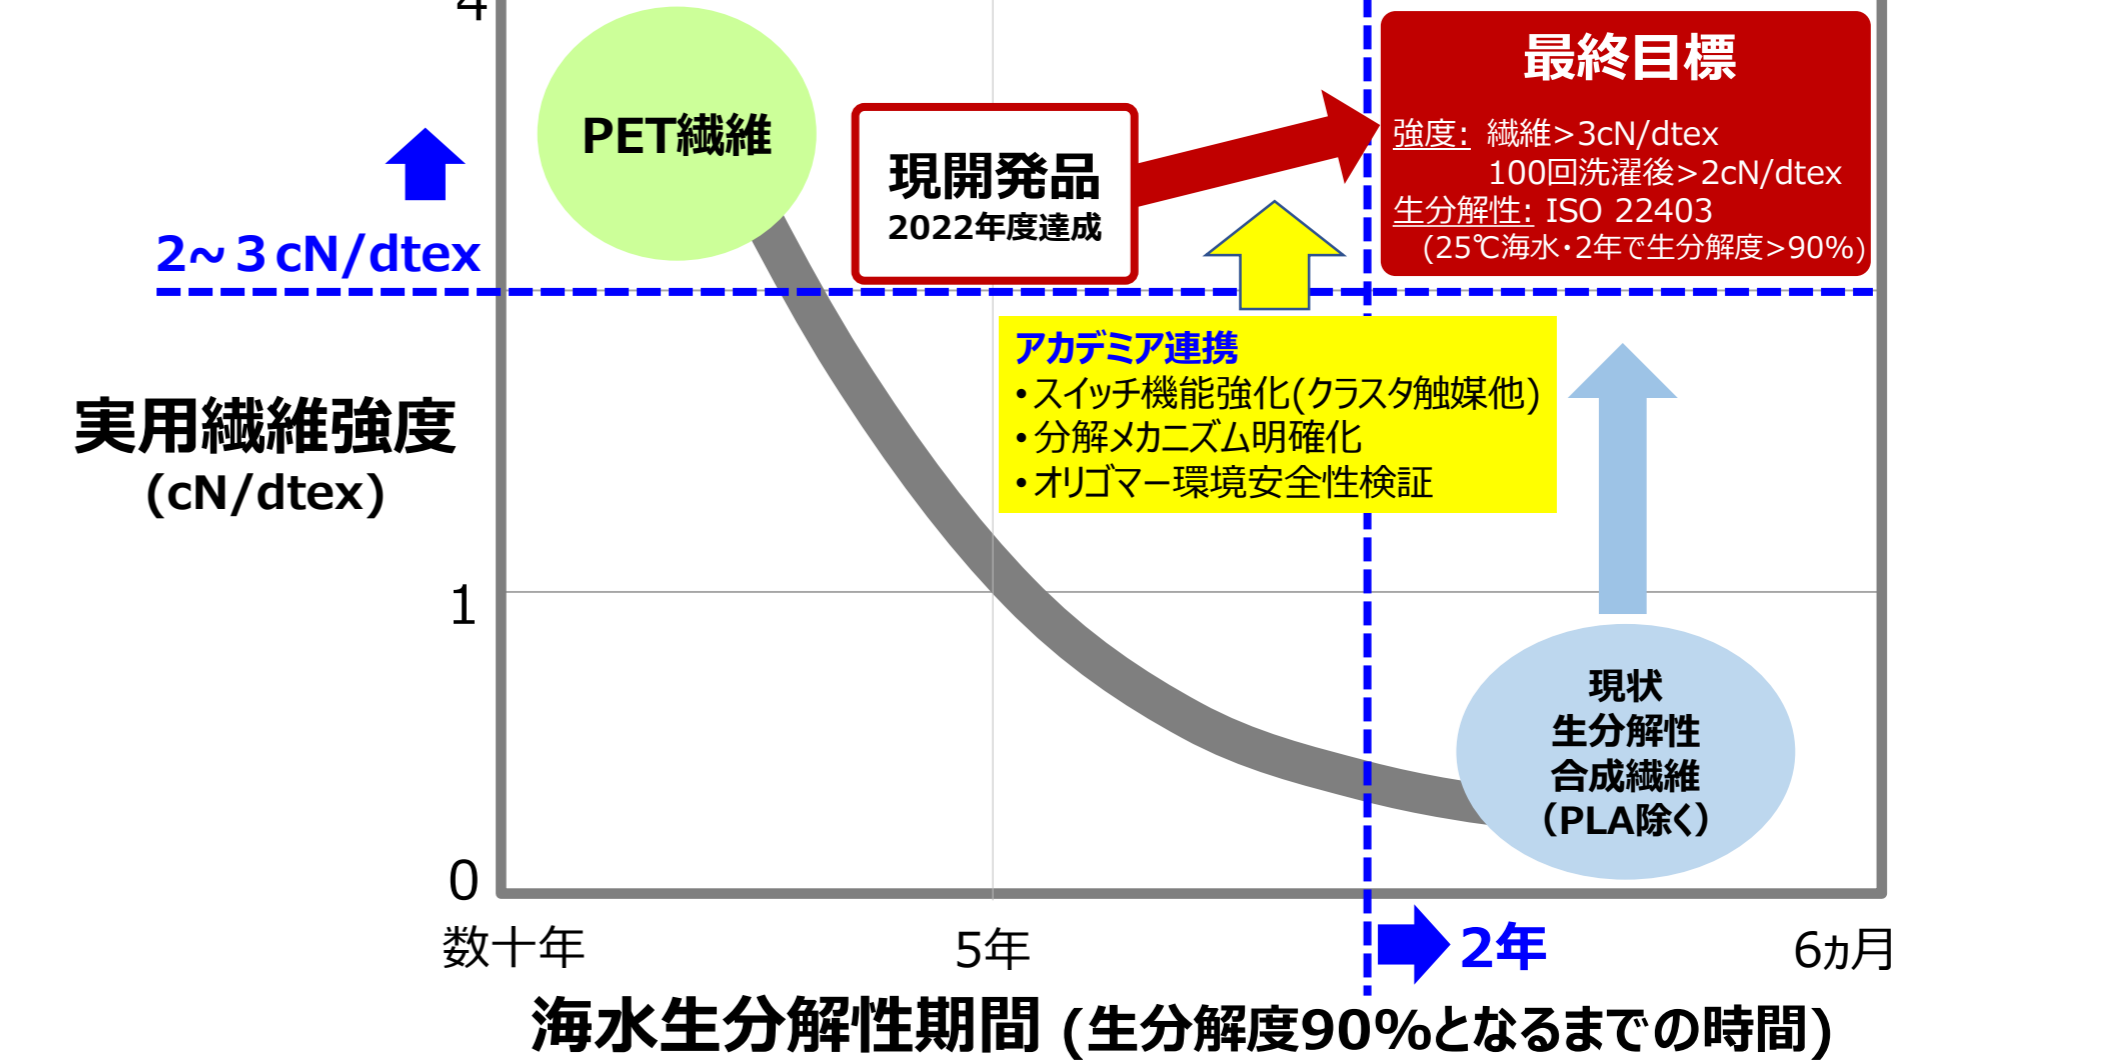 4
最終目標
強度: 繊維>3cN/dtex
100回洗濯後>2cN/dtex
生分解性: ISO 22403
(25℃海水・2年で生分解度>90%)
PET繊維
現開発品
2022年度達成
2~3cN/dtex
アカデミア連携
・スイッチ機能強化(クラスタ触媒他)
・分解メカニズム明確化
・オリゴマー環境安全性検証
実用繊維強度
(cN/dtex)
1
現状
生分解性
合成繊維
(PLA除く)
0
数十年
5年
2年
6ヵ月
海水生分解性期間 (生分解度90%となるまでの時間)